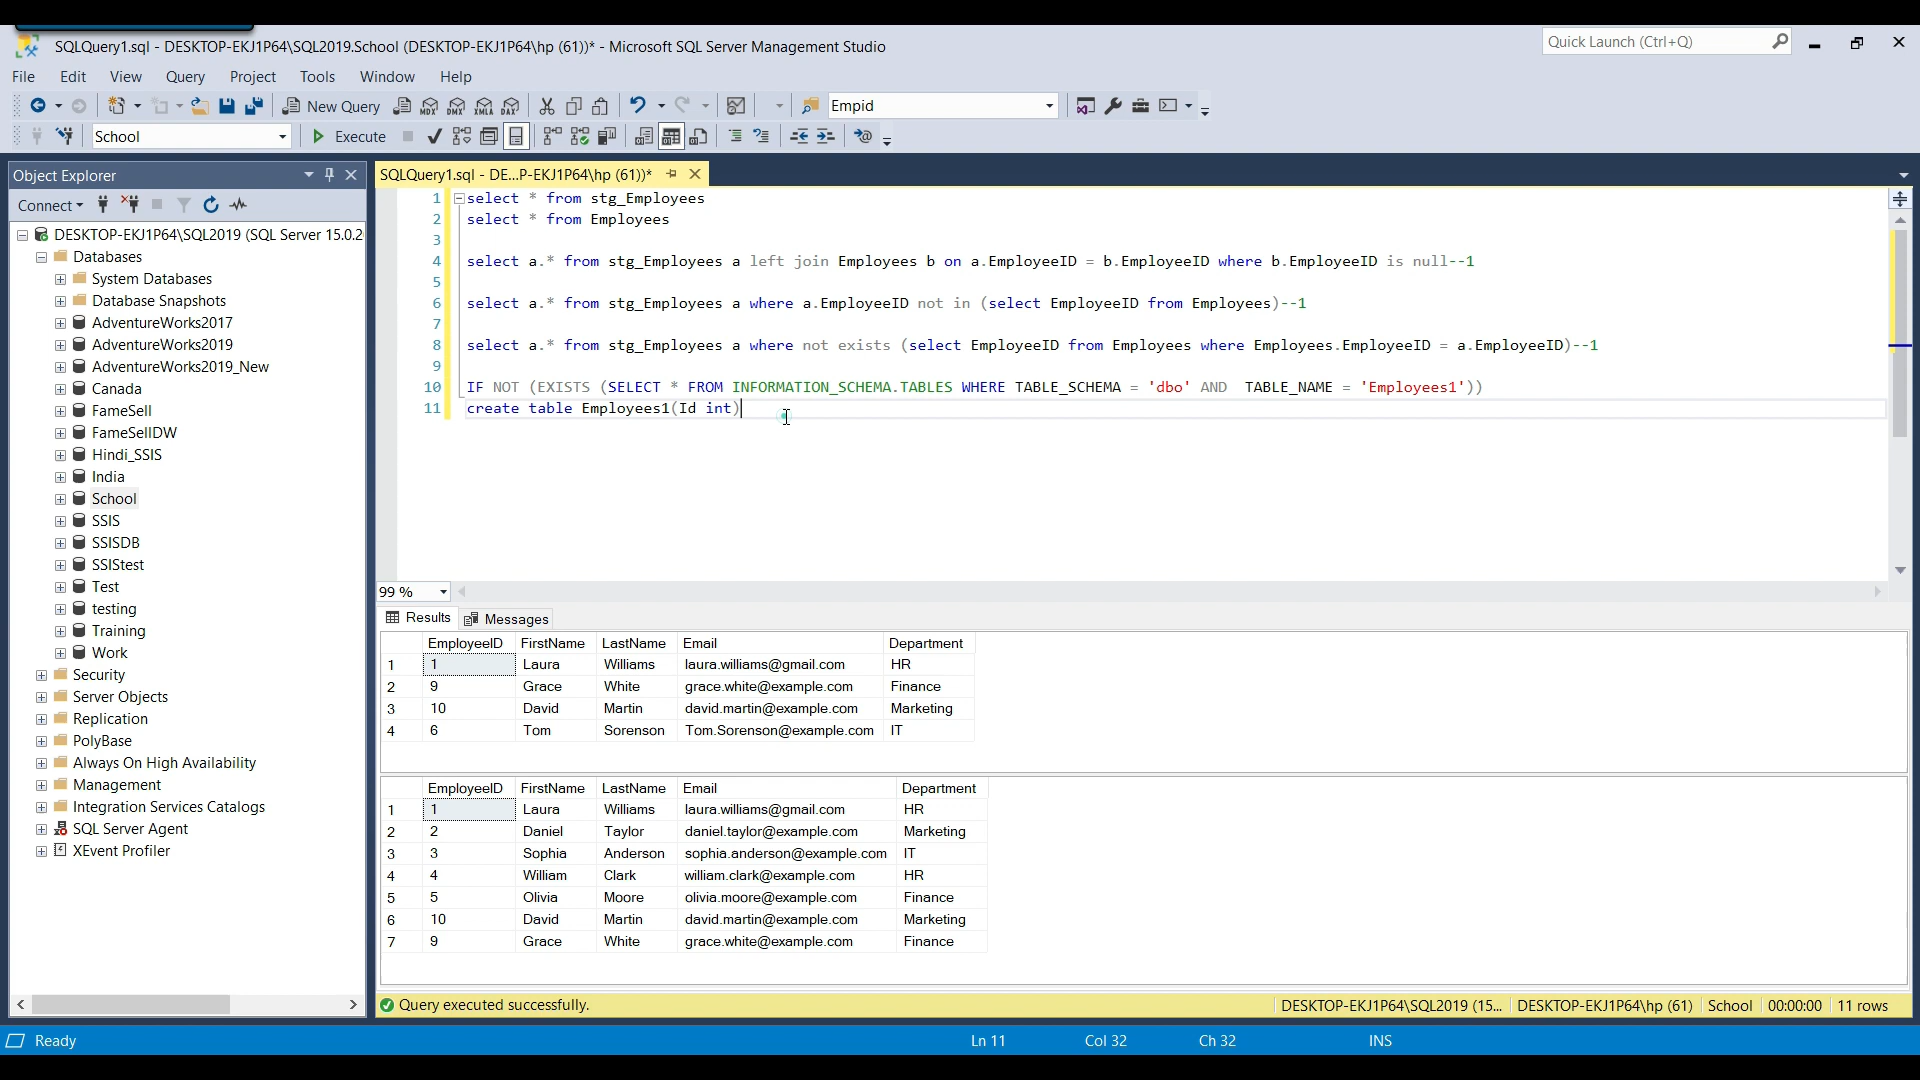 SQLQuery1.sql - DESKTOP-EKJ1P64\SQL2019.School (DESKTOP-EKJ1P64\hp (61))* - Microsoft SQL Server Management Studio
Quick Launch (Ctrl+Q)
File Edit View Query Project Tools Window Help
New Query MDX DMX XMLA DAX Empid
School Execute
Object Explorer
SQLQuery1.sql - DE...P-EKJ1P64\hp (61))*
Connect
DESKTOP-EKJ1P64\SQL2019 (SQL Server 15.0.2
Databases
System Databases
Database Snapshots
AdventureWorks2017
AdventureWorks2019
AdventureWorks2019_New
Canada
FameSell
FameSellDW
Hindi_SSIS
India
School
SSIS
SSISDB
SSIStest
Test
testing
Training
Work
Security
Server Objects
Replication
PolyBase
Always On High Availability
Management
Integration Services Catalogs
SQL Server Agent
XEvent Profiler
1 select * from stg_Employees
2 select * from Employees
3
4 select a.* from stg_Employees a left join Employees b on a.EmployeeID = b.EmployeeID where b.EmployeeID is null--1
5
6 select a.* from stg_Employees a where a.EmployeeID not in (select EmployeeID from Employees)--1
7
8 select a.* from stg_Employees a where not exists (select EmployeeID from Employees where Employees.EmployeeID = a.EmployeeID)--1
9
10 IF NOT (EXISTS (SELECT * FROM INFORMATION_SCHEMA.TABLES WHERE TABLE_SCHEMA = 'dbo' AND TABLE_NAME = 'Employees1'))
11 create table Employees1(Id int)
99 %
Results Messages
EmployeeID FirstName LastName Email Department
1 1 Laura Williams laura.williams@gmail.com HR
2 9 Grace White grace.white@example.com Finance
3 10 David Martin david.martin@example.com Marketing
4 6 Tom Sorenson Tom.Sorenson@example.com IT
EmployeeID FirstName LastName Email Department
1 1 Laura Williams laura.williams@gmail.com HR
2 2 Daniel Taylor daniel.taylor@example.com Marketing
3 3 Sophia Anderson sophia.anderson@example.com IT
4 4 William Clark william.clark@example.com HR
5 5 Olivia Moore olivia.moore@example.com Finance
6 10 David Martin david.martin@example.com Marketing
7 9 Grace White grace.white@example.com Finance
Query executed successfully. DESKTOP-EKJ1P64\SQL2019 (15... DESKTOP-EKJ1P64\hp (61) School 00:00:00 11 rows
Ready Ln 11 Col 32 Ch 32 INS